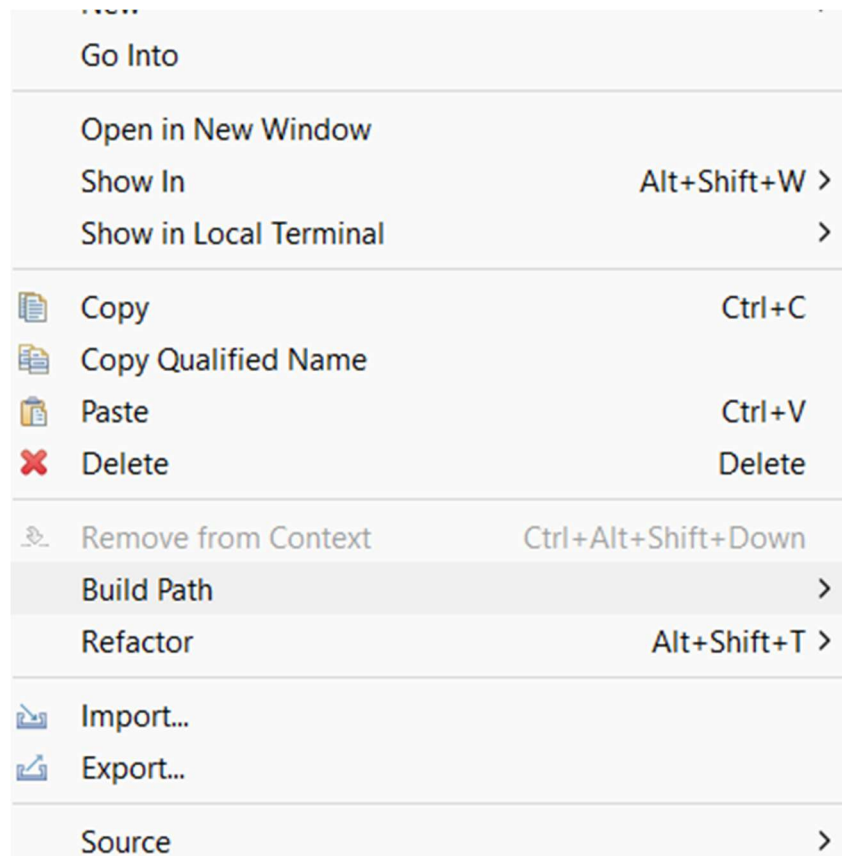 Go Into
Open in New Window
Show In Alt+Shift+W >
Show in Local Terminal >
Copy Ctrl+C
Copy Qualified Name
Paste Ctrl+V
Delete Delete
Remove from Context Ctrl+Alt+Shift+Down
Build Path >
Refactor Alt+Shift+T >
Import...
Export...
Source >